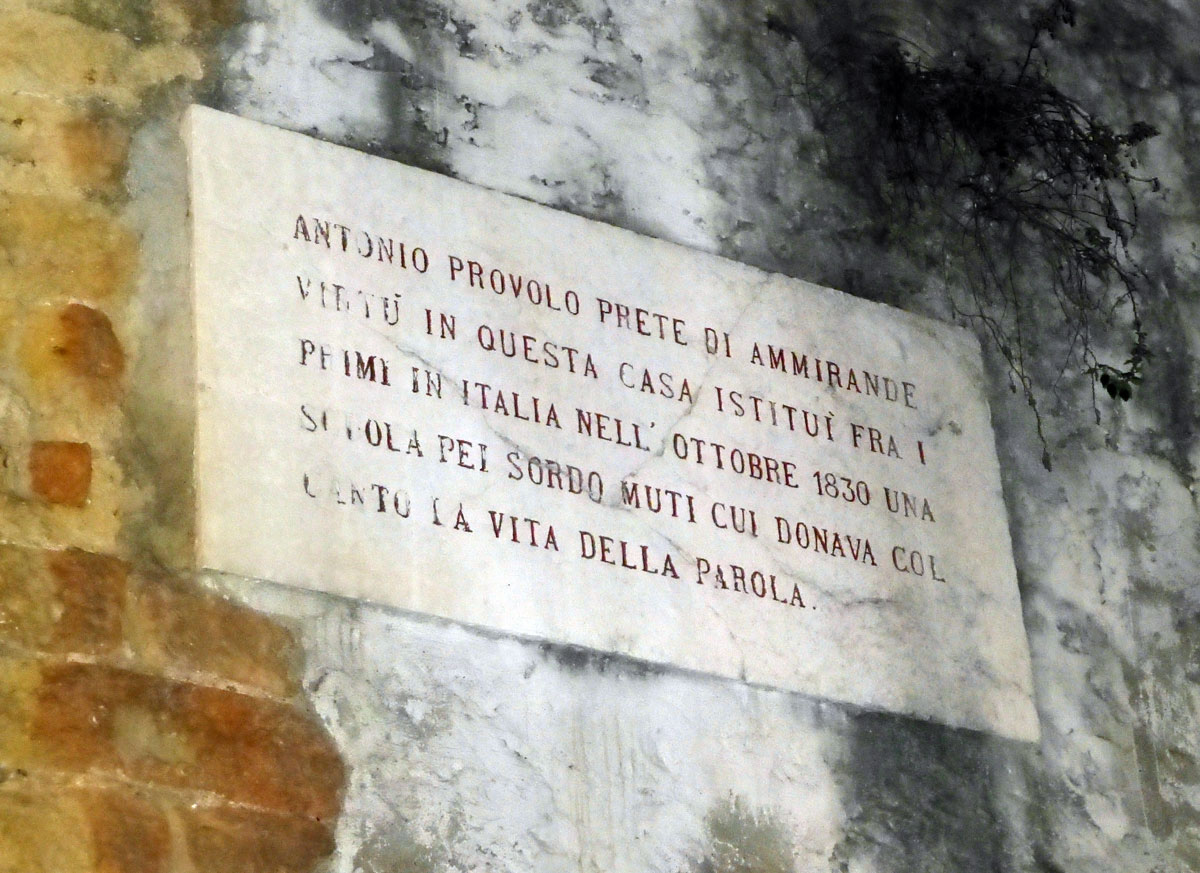 ANTONIO PROVOLO PRETE DI AMMIRANDE
VIRTÚ IN QUESTA CASA ISTITUÌ FRA I
PRIMI IN ITALIA NELL' OTTOBRE 1830 UNA
SCUOLA PEI SORDO MUTI CUI DONAVA COL
CANTO LA VITA DELLA PAROLA.